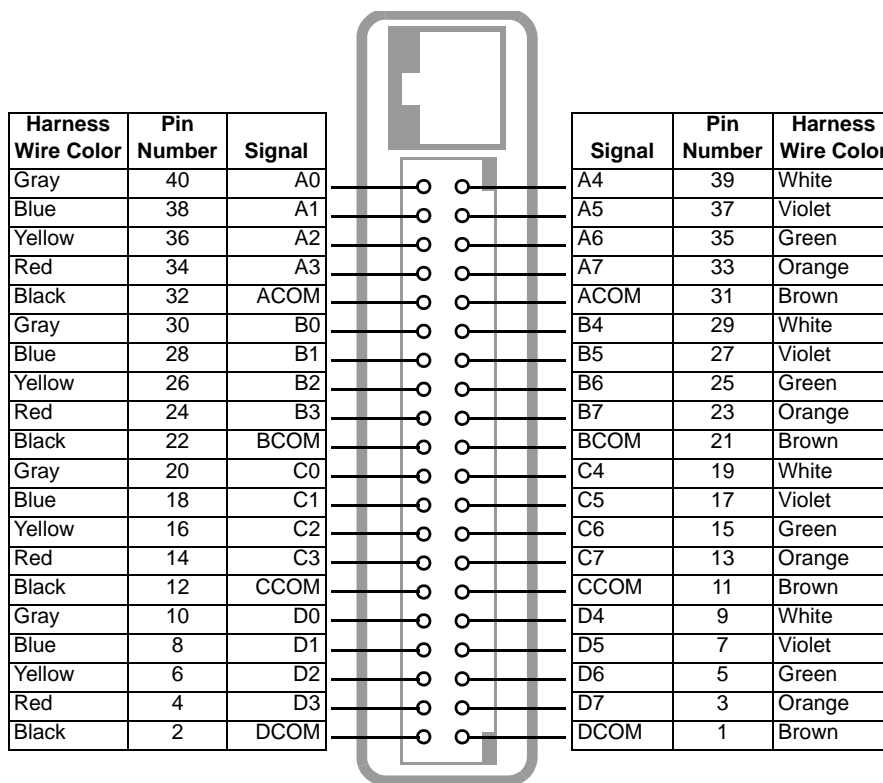 Harness Wire Color Pin Number Signal
Gray 40 A0
Blue 38 A1
Yellow 36 A2
Red 34 A3
Black 32 ACOM
Gray 30 B0
Blue 28 B1
Yellow 26 B2
Red 24 B3
Black 22 BCOM
Gray 20 C0
Blue 18 C1
Yellow 16 C2
Red 14 C3
Black 12 CCOM
Gray 10 D0
Blue 8 D1
Yellow 6 D2
Red 4 D3
Black 2 DCOM
Signal Pin Number Harness Wire Color
A4 39 White
A5 37 Violet
A6 35 Green
A7 33 Orange
ACOM 31 Brown
B4 29 White
B5 27 Violet
B6 25 Green
B7 23 Orange
BCOM 21 Brown
C4 19 White
C5 17 Violet
C6 15 Green
C7 13 Orange
CCOM 11 Brown
D4 9 White
D5 7 Violet
D6 5 Green
D7 3 Orange
DCOM 1 Brown